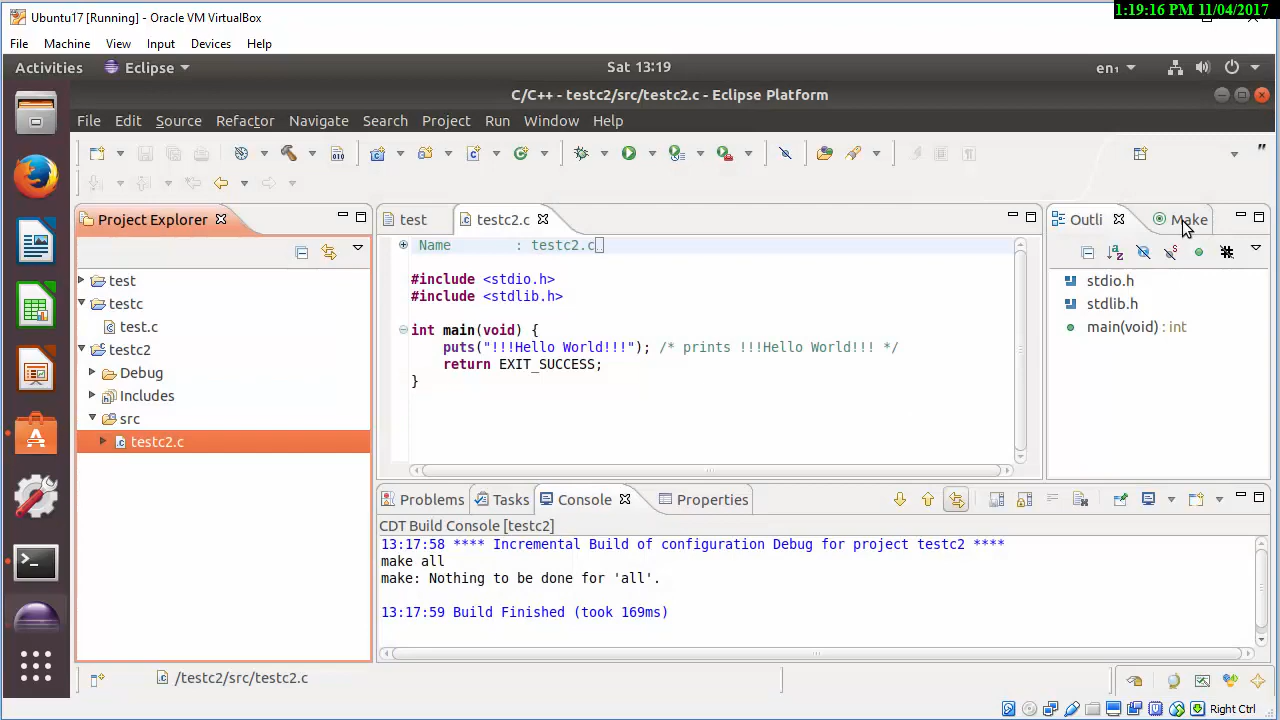 1:19:16 PM 11/04/2017
Ubuntu17 [Running] - Oracle VM VirtualBox
File Machine View Input Devices Help
Activities Eclipse Sat 13:19 en₁
C/C++ - testc2/src/testc2.c - Eclipse Platform
File Edit Source Refactor Navigate Search Project Run Window Help
Project Explorer
test
testc
test.c
testc2
Debug
Includes
src
testc2.c
test testc2.c
Name : testc2.c
#include <stdio.h>
#include <stdlib.h>
int main(void) {
puts("!!!Hello World!!!"); /* prints !!!Hello World!!! */
return EXIT_SUCCESS;
}
Outli Make
stdio.h
stdlib.h
main(void) : int
Problems Tasks Console Properties
CDT Build Console [testc2]
13:17:58 **** Incremental Build of configuration Debug for project testc2 ****
make all
make: Nothing to be done for 'all'.
13:17:59 Build Finished (took 169ms)
/testc2/src/testc2.c
Right Ctrl